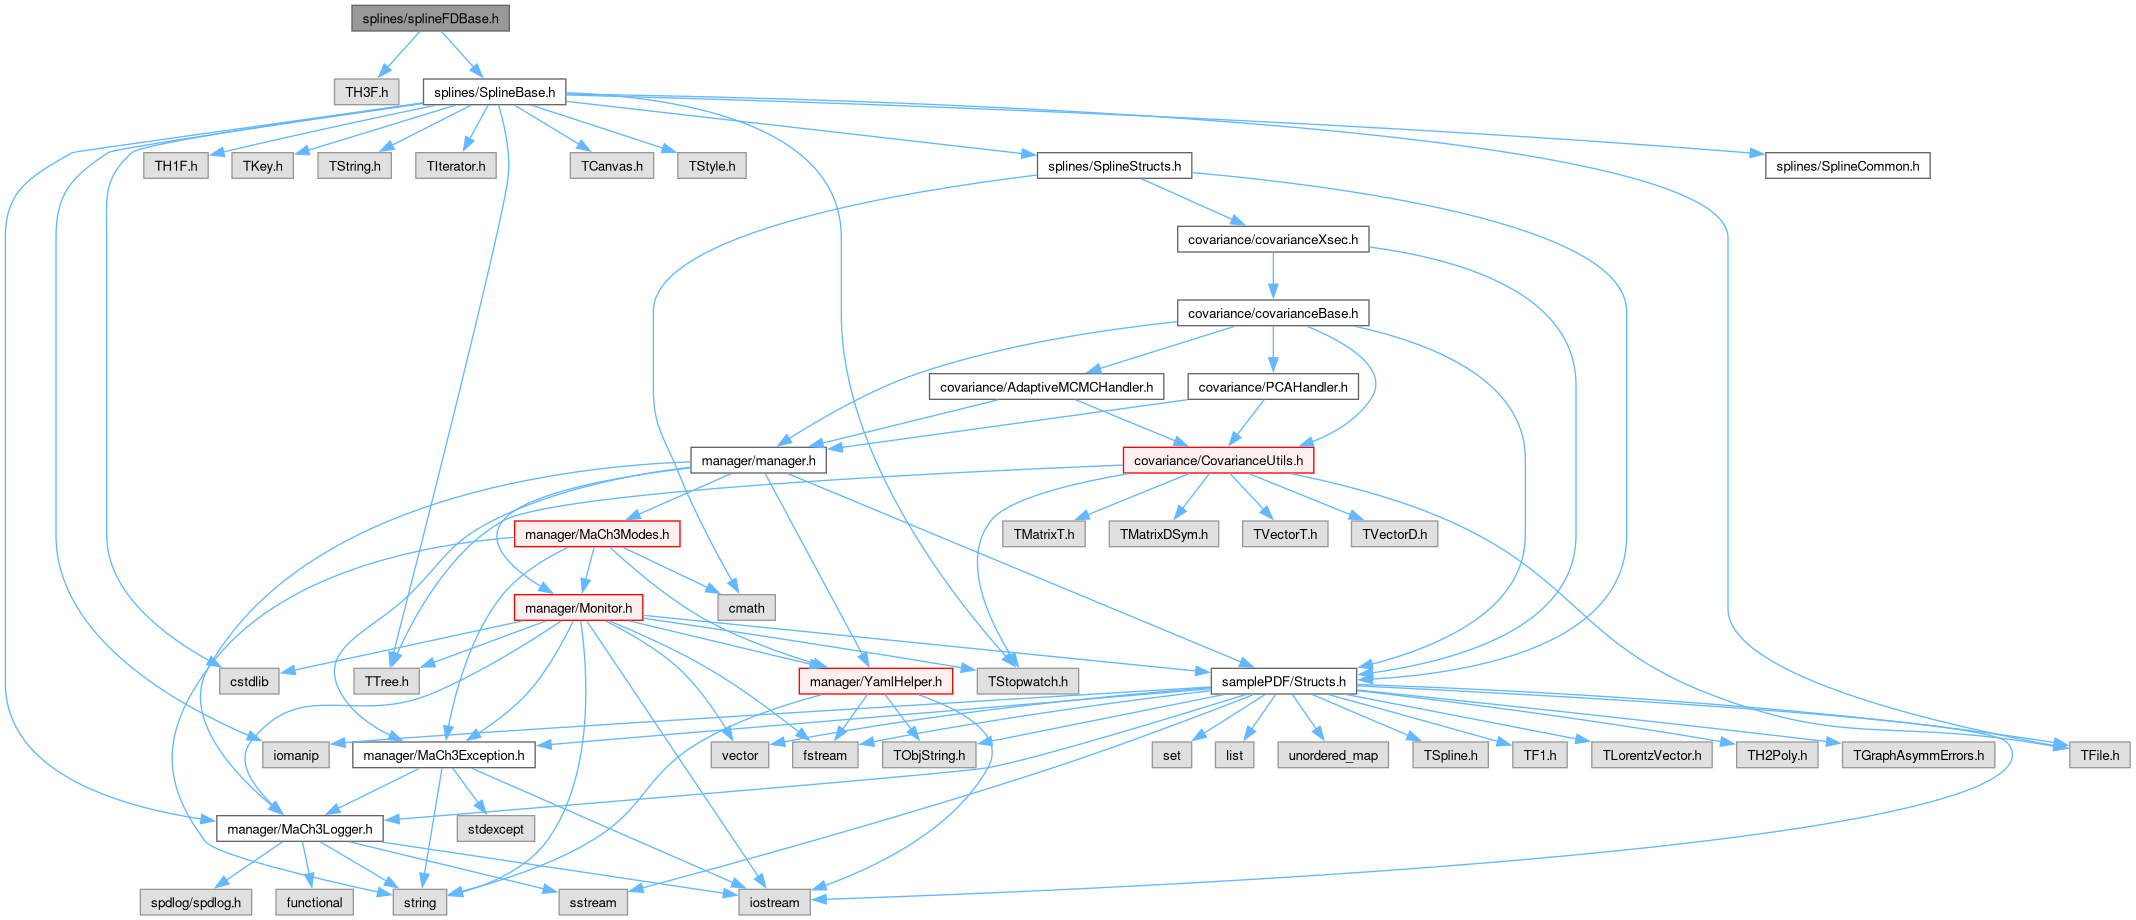 splines/splineFDBase.h
TH3F.h
splines/SplineBase.h
TH1F.h
TKey.h
TString.h
TIterator.h
TCanvas.h
TStyle.h
splines/SplineStructs.h
splines/SplineCommon.h
covariance/covarianceXsec.h
covariance/covarianceBase.h
covariance/AdaptiveMCMCHandler.h
covariance/PCAHandler.h
manager/manager.h
covariance/CovarianceUtils.h
manager/MaCh3Modes.h
TMatrixT.h
TMatrixDSym.h
TVectorT.h
TVectorD.h
manager/Monitor.h
cmath
cstdlib
TTree.h
manager/YamlHelper.h
TStopwatch.h
samplePDF/Structs.h
iomanip
manager/MaCh3Exception.h
vector
fstream
TObjString.h
set
list
unordered_map
TSpline.h
TF1.h
TLorentzVector.h
TH2Poly.h
TGraphAsymmErrors.h
TFile.h
manager/MaCh3Logger.h
stdexcept
spdlog/spdlog.h
functional
string
sstream
iostream